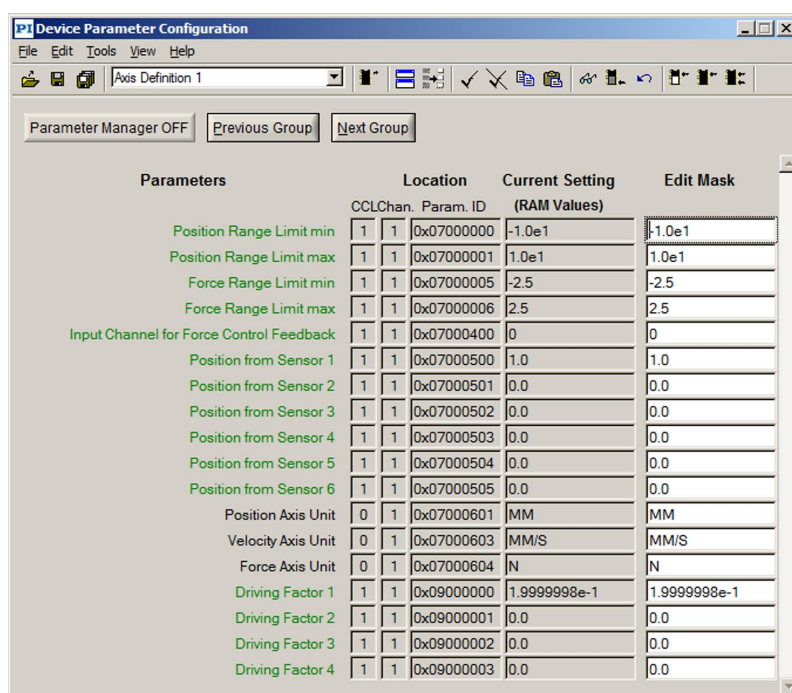 PI Device Parameter Configuration
File Edit Tools View Help
Axis Definition 1
Parameter Manager OFF Previous Group Next Group
Parameters Location Current Setting Edit Mask
CCL Chan. Param. ID (RAM Values)
Position Range Limit min 1 1 0x07000000 -1.0e1 -1.0e1
Position Range Limit max 1 1 0x07000001 1.0e1 1.0e1
Force Range Limit min 1 1 0x07000005 -2.5 -2.5
Force Range Limit max 1 1 0x07000006 2.5 2.5
Input Channel for Force Control Feedback 1 1 0x07000400 0 0
Position from Sensor 1 1 1 0x07000500 1.0 1.0
Position from Sensor 2 1 1 0x07000501 0.0 0.0
Position from Sensor 3 1 1 0x07000502 0.0 0.0
Position from Sensor 4 1 1 0x07000503 0.0 0.0
Position from Sensor 5 1 1 0x07000504 0.0 0.0
Position from Sensor 6 1 1 0x07000505 0.0 0.0
Position Axis Unit 0 1 0x07000601 MM MM
Velocity Axis Unit 0 1 0x07000603 MM/S MM/S
Force Axis Unit 0 1 0x07000604 N N
Driving Factor 1 1 1 0x09000000 1.9999998e-1 1.9999998e-1
Driving Factor 2 1 1 0x09000001 0.0 0.0
Driving Factor 3 1 1 0x09000002 0.0 0.0
Driving Factor 4 1 1 0x09000003 0.0 0.0